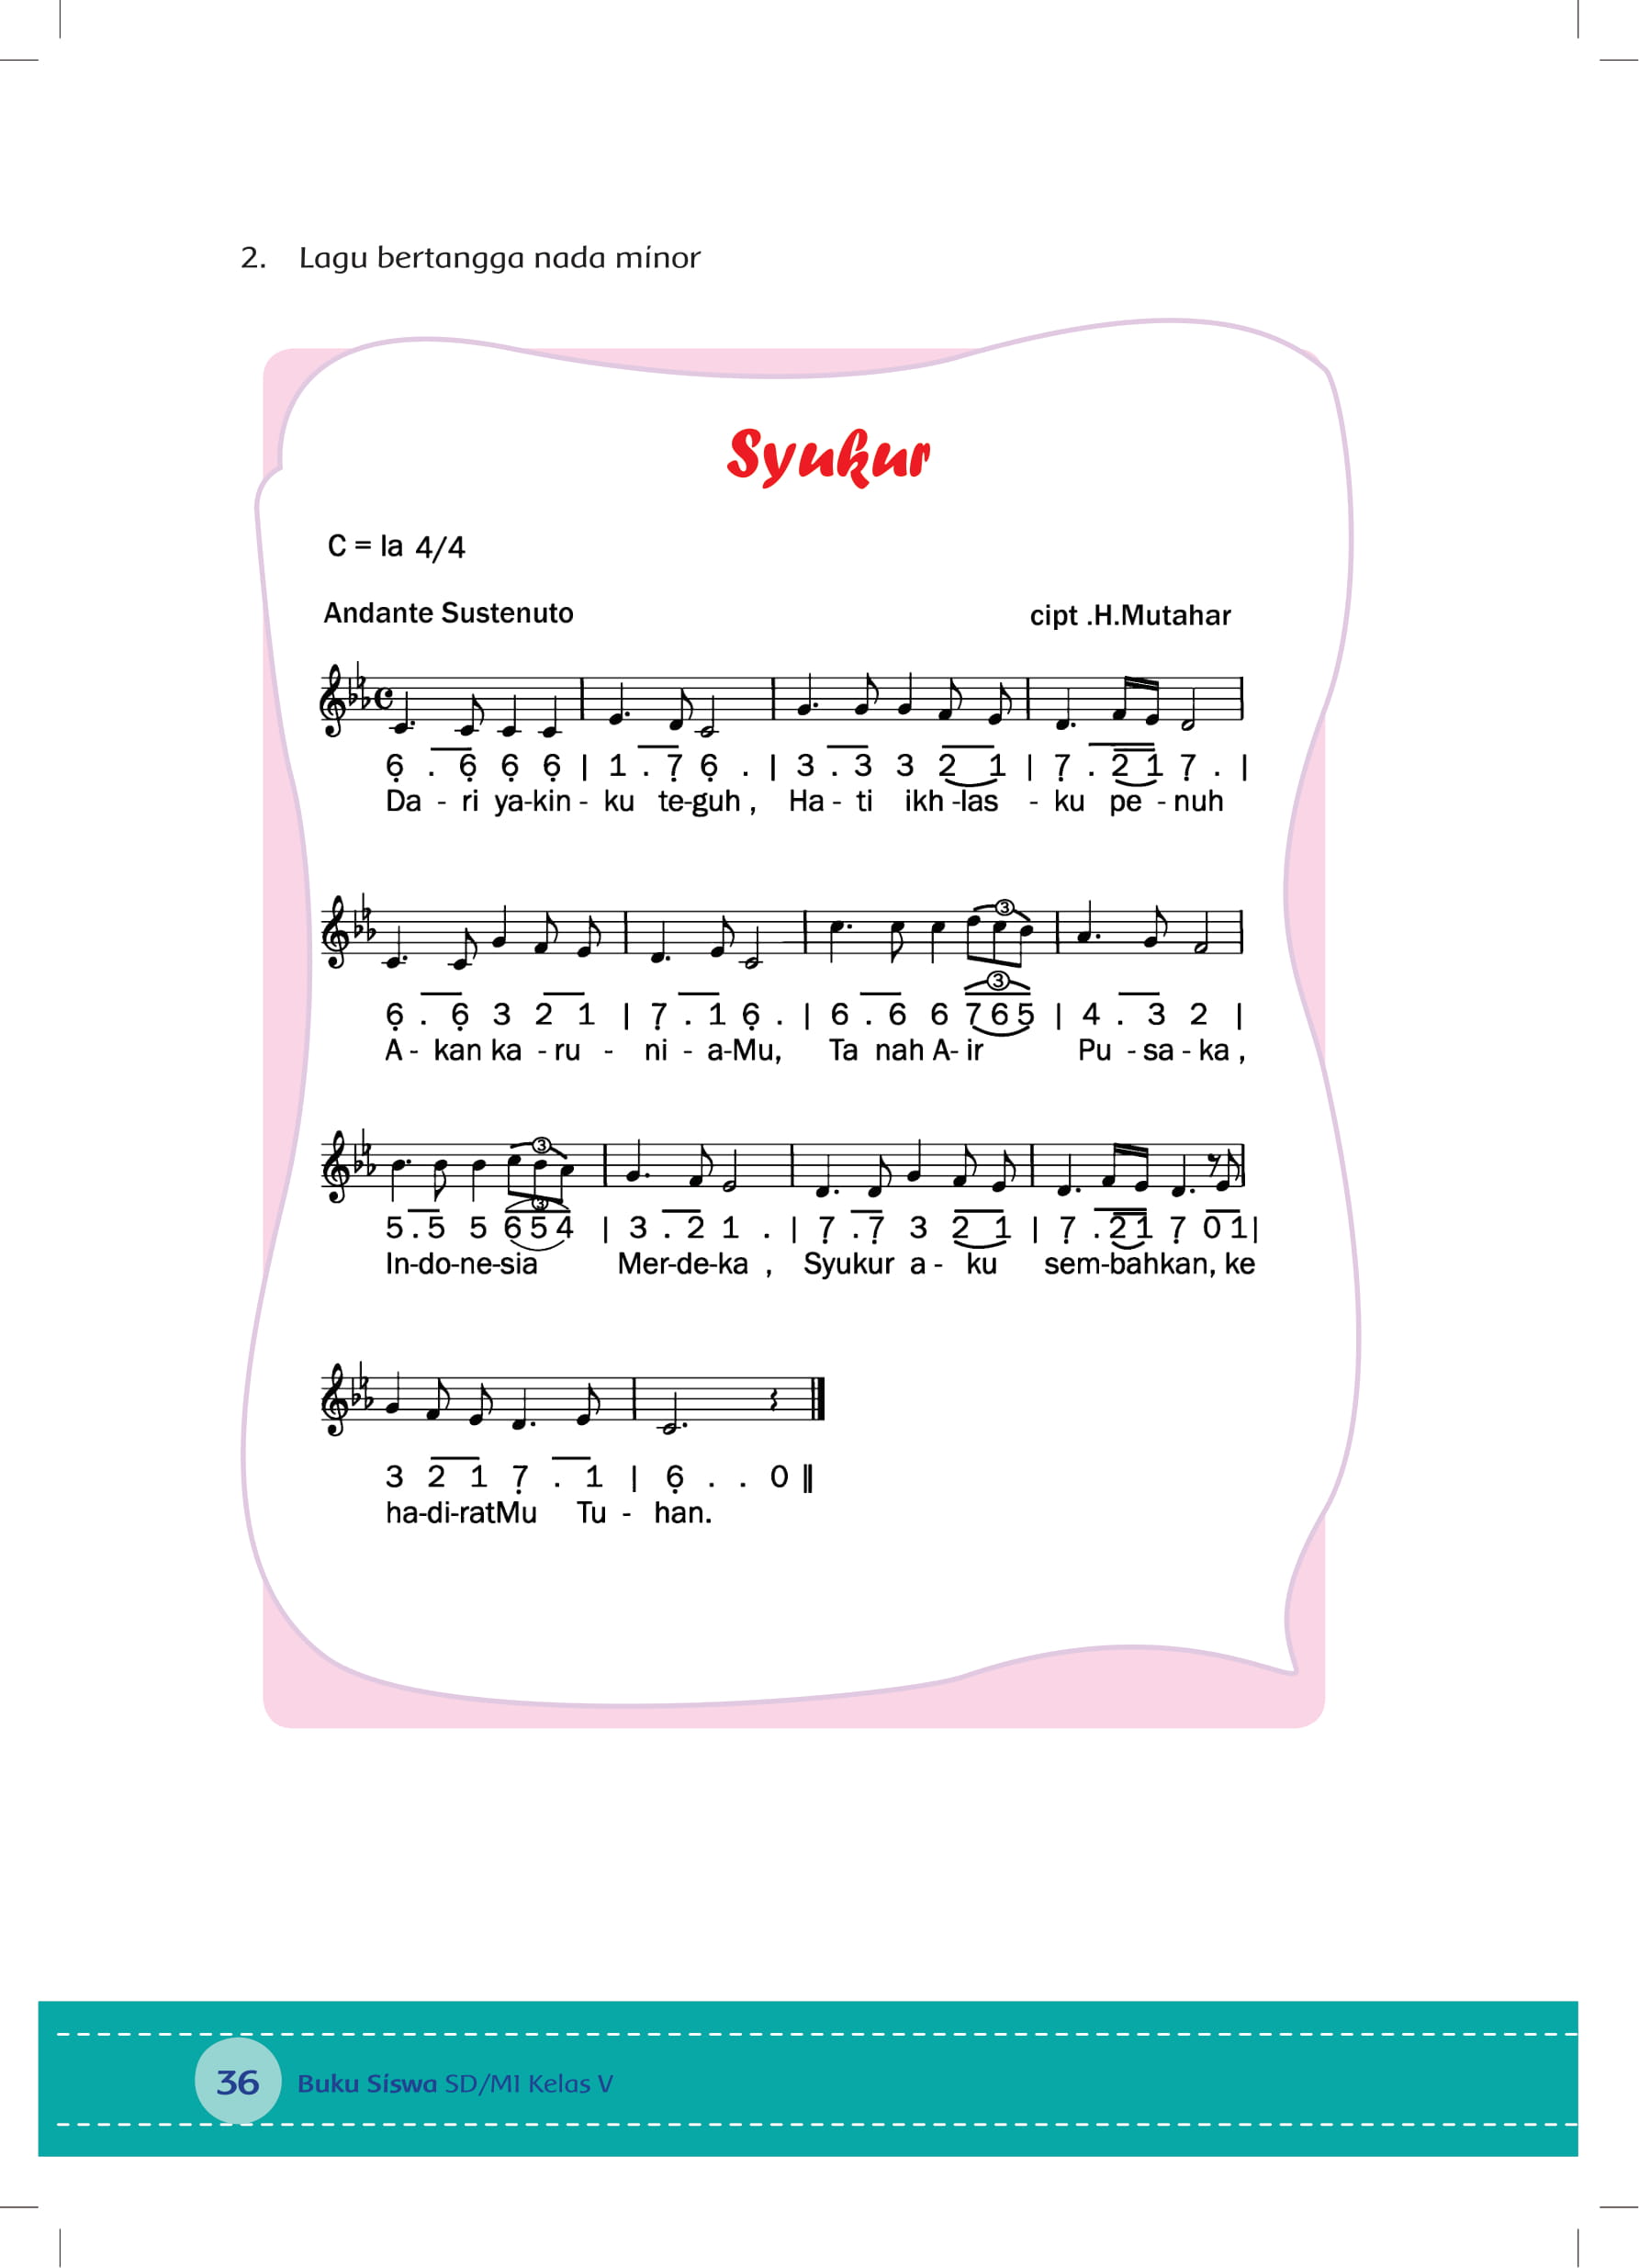 2. Lagu bertangga nada minor
Syukur
C = la 4/4
Andante Sustenuto cipt .H.Mutahar
6̣ . 6̣ 6̣ 6̣ | 1 . 7̣ 6̣ . | 3 . 3 3 2 1 | 7̣ . 2 1 7̣ . |
Da - ri ya-kin - ku te-guh , Ha - ti ikh -las - ku pe - nuh
3
3
6̣ . 6̣ 3 2 1 | 7̣ . 1 6̣ . | 6 . 6 6 7 6 5 | 4 . 3 2 |
A - kan ka - ru - ni - a-Mu, Ta nah A- ir Pu - sa - ka ,
3
3
5 . 5 5 6 5 4 | 3 . 2 1 . | 7̣ . 7̣ 3 2 1 | 7̣ . 2 1 7̣ 0 1 |
In-do-ne-sia Mer-de-ka , Syukur a - ku sem-bahkan, ke
3 2 1 7̣ . 1 | 6̣ . . 0 ‖
ha-di-ratMu Tu - han.
36 Buku Siswa SD/MI Kelas V